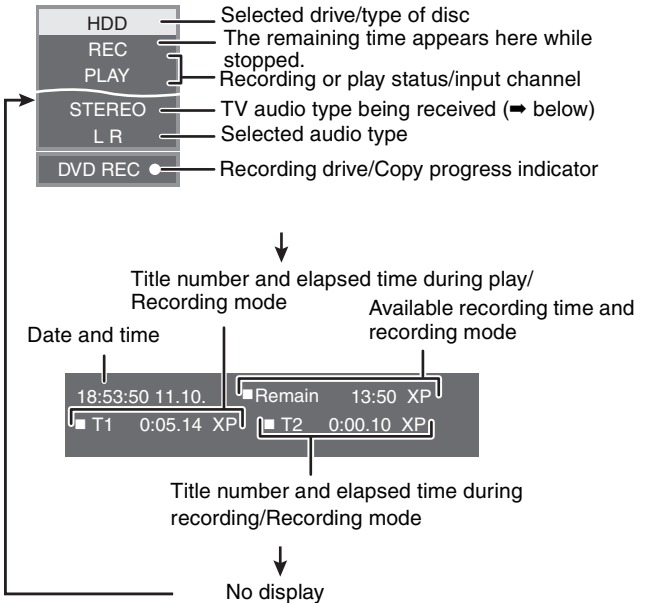 HDD
Selected drive/type of disc
REC
The remaining time appears here while
stopped.
PLAY
Recording or play status/input channel
STEREO
TV audio type being received (➡ below)
L R
Selected audio type
DVD REC ●
Recording drive/Copy progress indicator
Title number and elapsed time during play/
Recording mode
Available recording time and
recording mode
Date and time
18:53:50 11.10.
■Remain 13:50 XP
■ T1 0:05.14 XP
■ T2 0:00.10 XP
Title number and elapsed time during
recording/Recording mode
No display